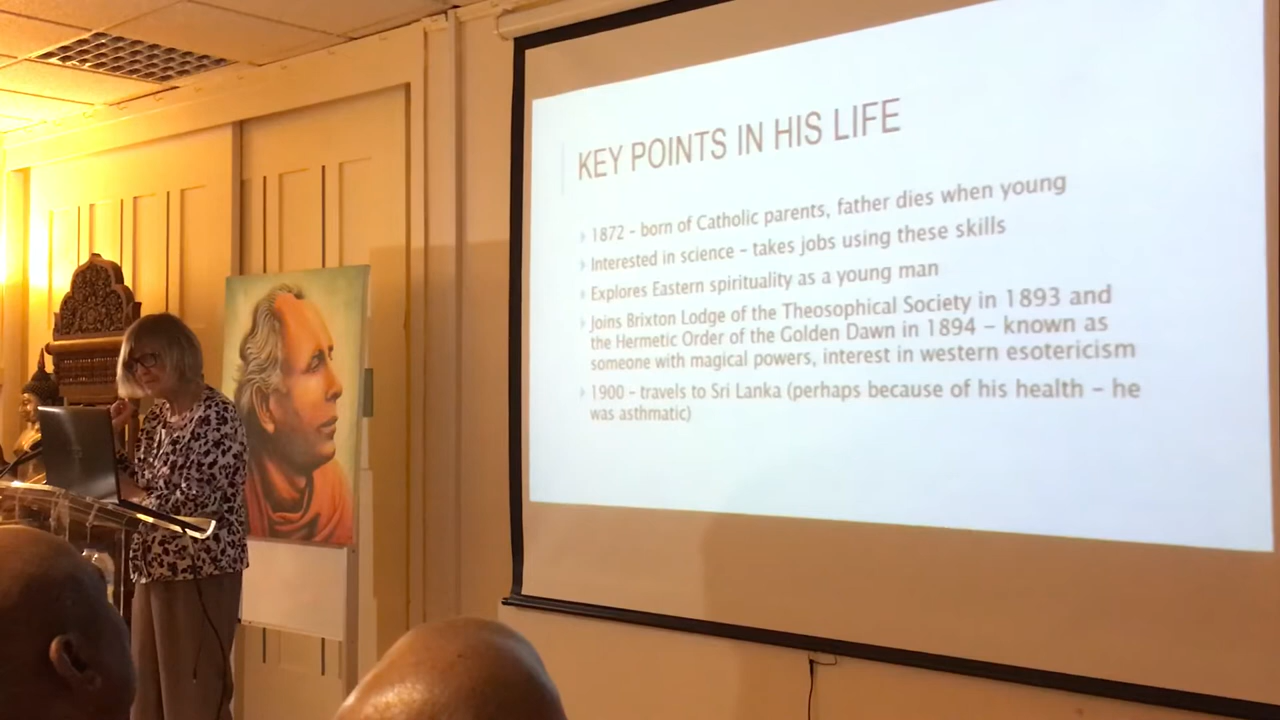 KEY POINTS IN HIS LIFE
1872 - born of Catholic parents, father dies when young
Interested in science – takes jobs using these skills
Explores Eastern spirituality as a young man
Joins Brixton Lodge of the Theosophical Society in 1893 and
the Hermetic Order of the Golden Dawn in 1894 – known as
someone with magical powers, interest in western esotericism
1900 – travels to Sri Lanka (perhaps because of his health – he
was asthmatic)